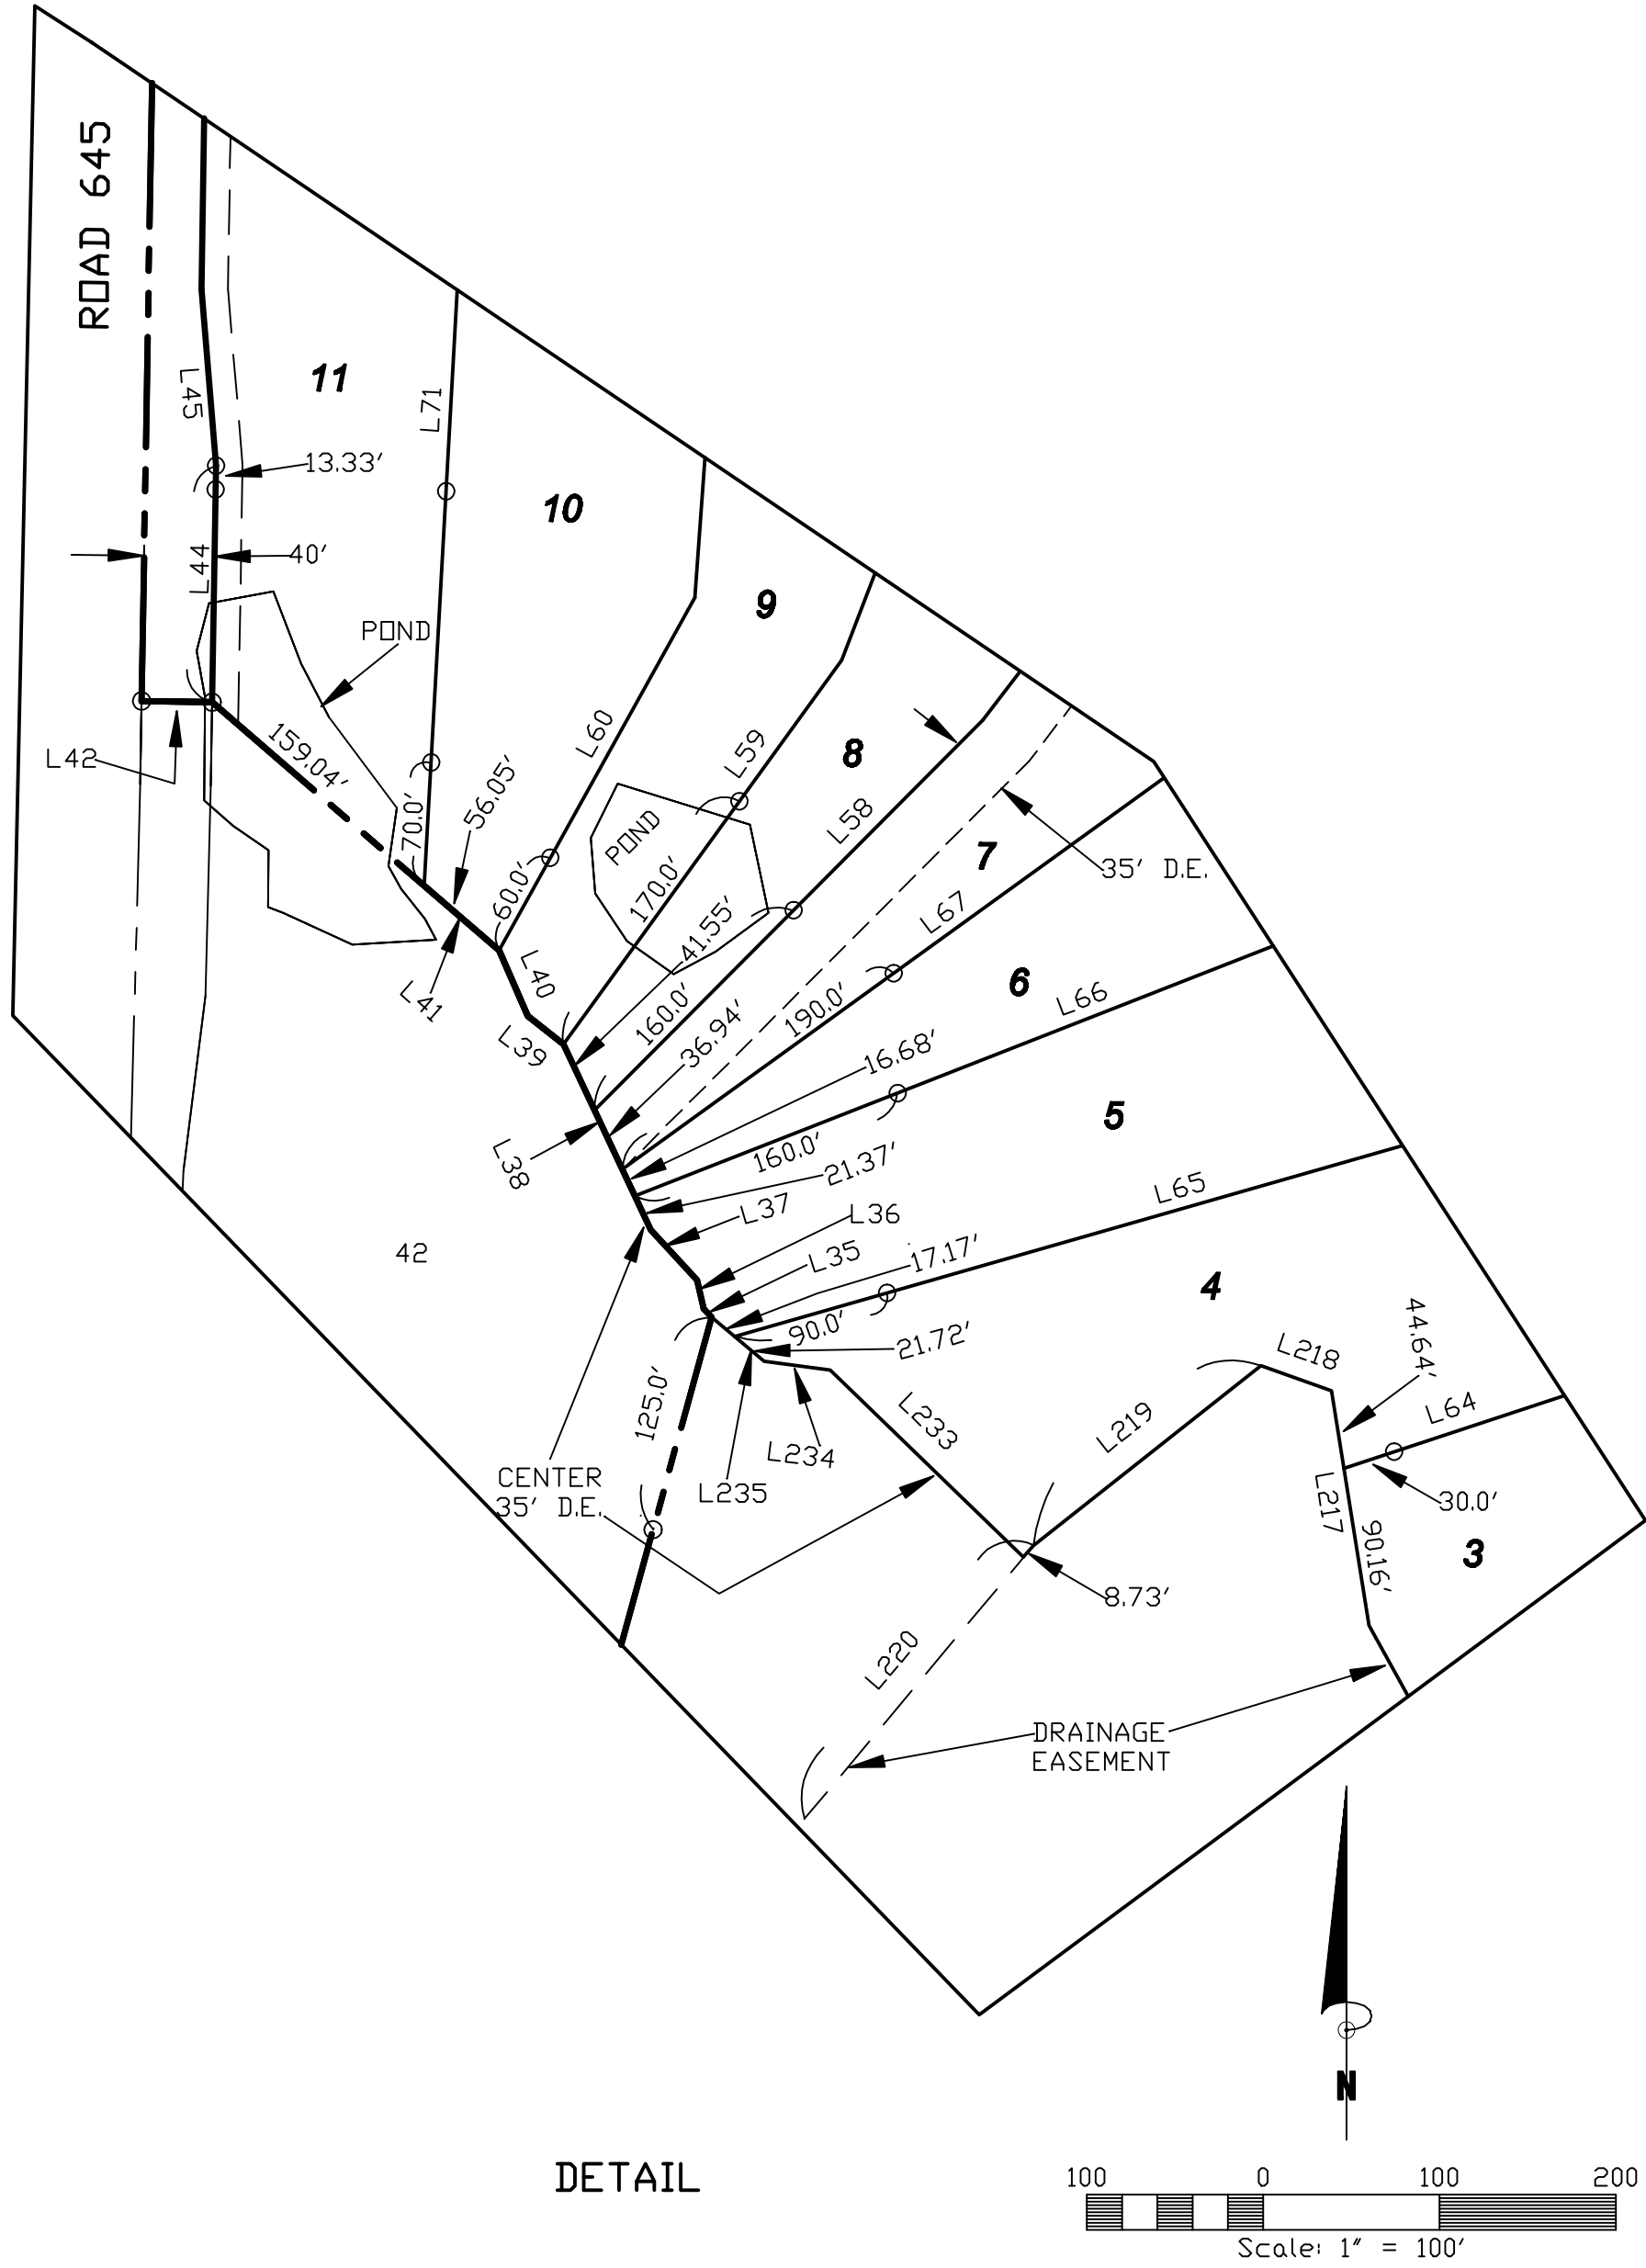 ROAD 645
11
L45
L71
13.33'
10
L44
40'
9
POND
L60
8
L59
L42
159.04'
56.05'
70.0'
L58
POND
7
35' D.E.
60.0'
170.0'
L67
41.55'
L40
6
L41
160.0'
190.0'
L66
L39
36.94'
16.68'
5
L38
160.0'
21.37'
L65
L37
L36
42
L35
17.17'
4
90.0'
21.72'
44.64'
L218
125.0'
L233
L219
L64
L234
CENTER
35' D.E.
L235
L217
30.0'
90.16'
3
8.73'
L220
DRAINAGE
EASEMENT
N
DETAIL
100 0 100 200
Scale: 1" = 100'